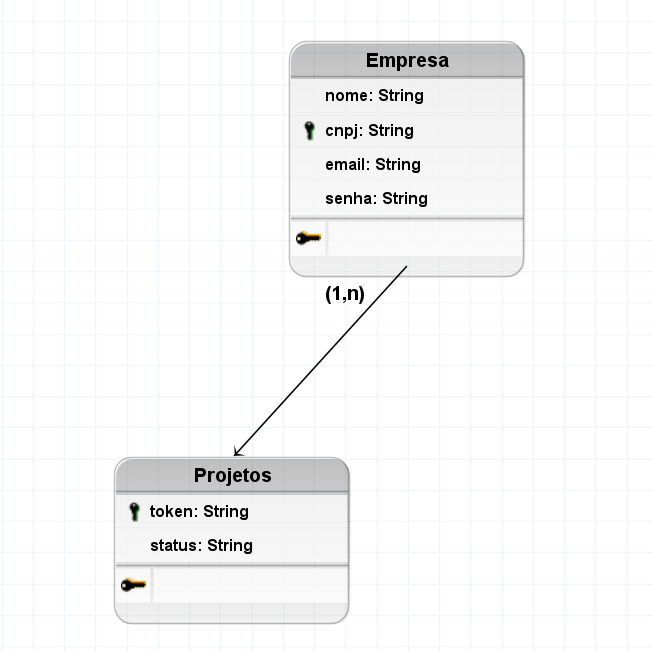 Empresa
nome: String
cnpj: String
email: String
senha: String
(1,n)
Projetos
token: String
status: String